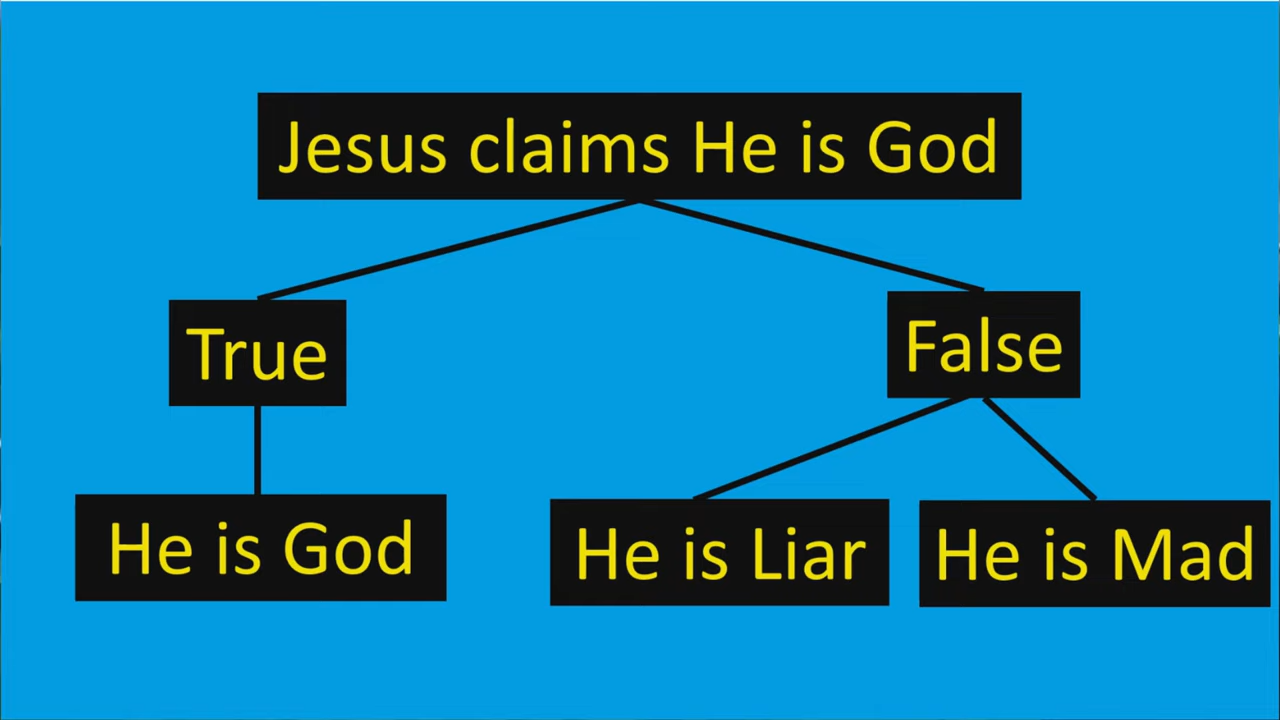 Jesus claims He is God
True
False
He is God
He is Liar
He is Mad